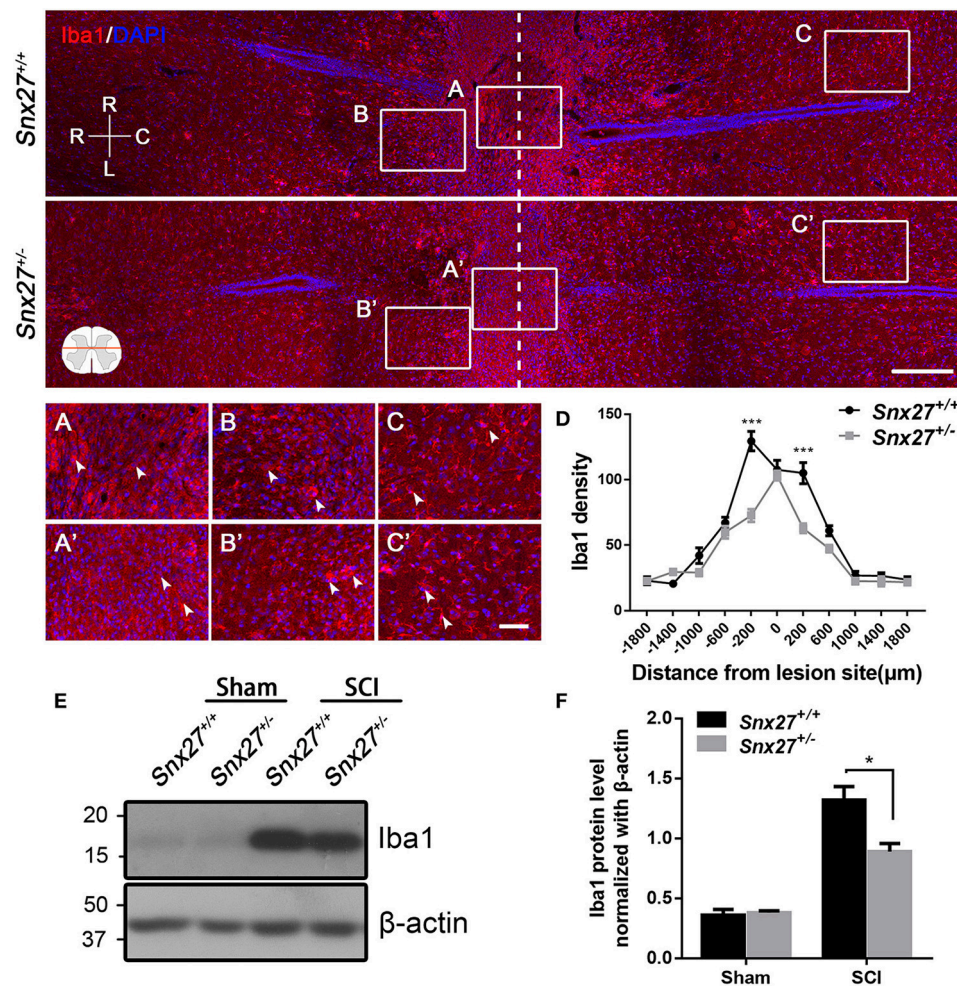 Iba1/DAPI
Snx27+/+
R
R C
L
A
B
C
Snx27+/-
A'
B'
C'
A
B
C
A'
B'
C'
D
Snx27+/+
Snx27+/-
***
***
Iba1 density
150
100
50
0
-1800
-1400
-1000
-600
-200
0
200
600
1000
1400
1800
Distance from lesion site(μm)
E
Sham
SCI
Snx27+/+
Snx27+/-
Snx27+/+
Snx27+/-
20
15
Iba1
50
37
β-actin
F
Snx27+/+
Snx27+/-
*
Iba1 protein level
normalized with β-actin
2.0
1.5
1.0
0.5
0.0
Sham
SCI